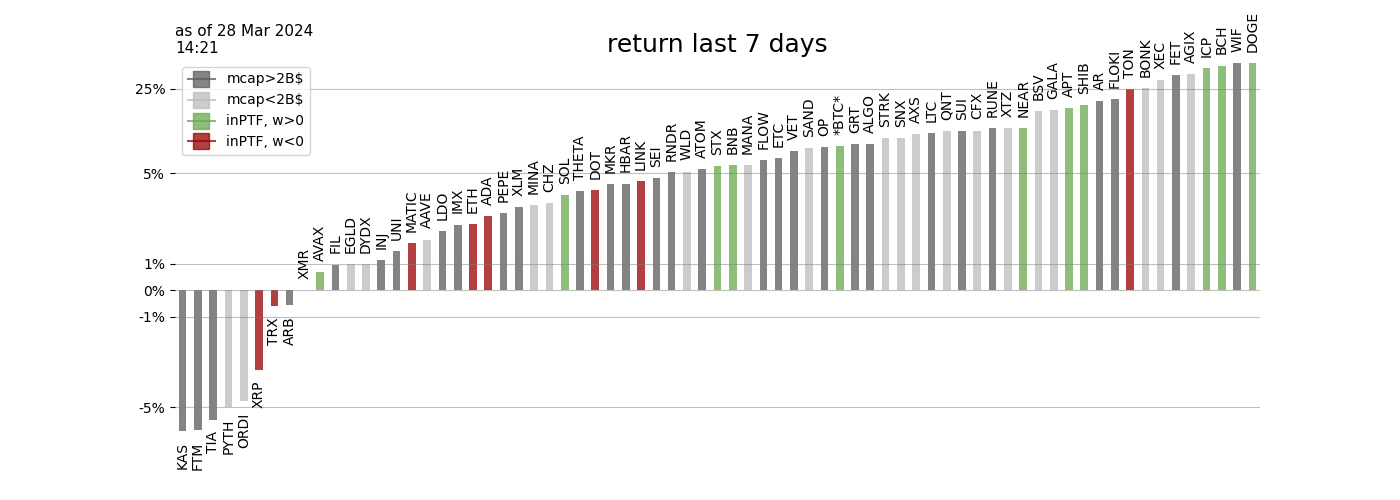 as of 28 Mar 2024
14:21
return last 7 days
mcap>2B$
mcap<2B$
inPTF, w>0
inPTF, w<0
25%
5%
1%
0%
-1%
-5%
KAS
FTM
TIA
PYTH
ORDI
XRP
TRX
ARB
XMR
AVAX
FIL
EGLD
DYDX
INJ
UNI
MATIC
AAVE
LDO
IMX
ETH
ADA
PEPE
XLM
MINA
CHZ
SOL
THETA
DOT
MKR
HBAR
LINK
SEI
RNDR
WLD
ATOM
STX
BNB
MANA
FLOW
ETC
VET
SAND
OP
*BTC*
GRT
ALGO
STRK
SNX
AXS
LTC
QNT
SUI
CFX
RUNE
XTZ
NEAR
BSV
GALA
APT
SHIB
AR
FLOKI
TON
BONK
XEC
FET
AGIX
ICP
BCH
WIF
DOGE